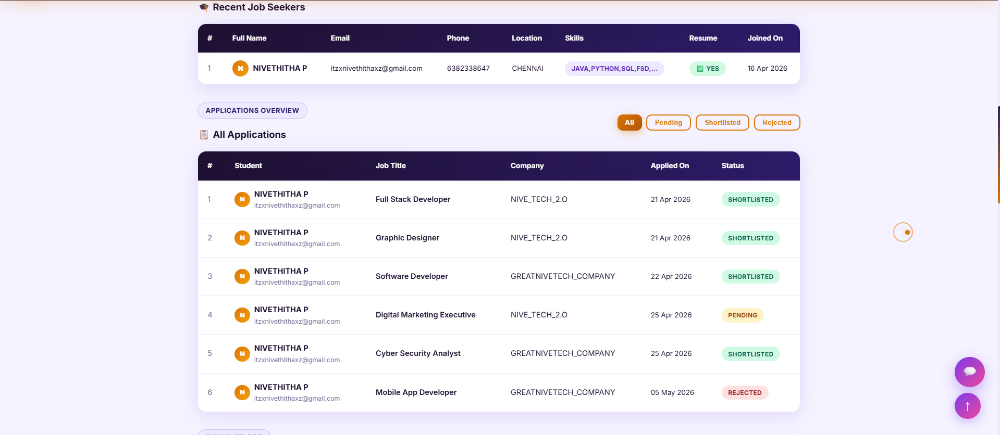 Recent Job Seekers
# Full Name Email Phone Location Skills Resume Joined On
1 N NIVETHITHA P itzxnivethithaxz@gmail.com 6382338647 CHENNAI JAVA,PYTHON,SQL,FSD,... YES 16 Apr 2026
APPLICATIONS OVERVIEW
All Pending Shortlisted Rejected
All Applications
# Student Job Title Company Applied On Status
1 N NIVETHITHA P Full Stack Developer NIVE_TECH_2.O 21 Apr 2026 SHORTLISTED
itzxnivethithaxz@gmail.com
2 N NIVETHITHA P Graphic Designer NIVE_TECH_2.O 21 Apr 2026 SHORTLISTED
itzxnivethithaxz@gmail.com
3 N NIVETHITHA P Software Developer GREATNIVETECH_COMPANY 22 Apr 2026 SHORTLISTED
itzxnivethithaxz@gmail.com
4 N NIVETHITHA P Digital Marketing Executive NIVE_TECH_2.O 25 Apr 2026 PENDING
itzxnivethithaxz@gmail.com
5 N NIVETHITHA P Cyber Security Analyst GREATNIVETECH_COMPANY 25 Apr 2026 SHORTLISTED
itzxnivethithaxz@gmail.com
6 N NIVETHITHA P Mobile App Developer GREATNIVETECH_COMPANY 05 May 2026 REJECTED
itzxnivethithaxz@gmail.com